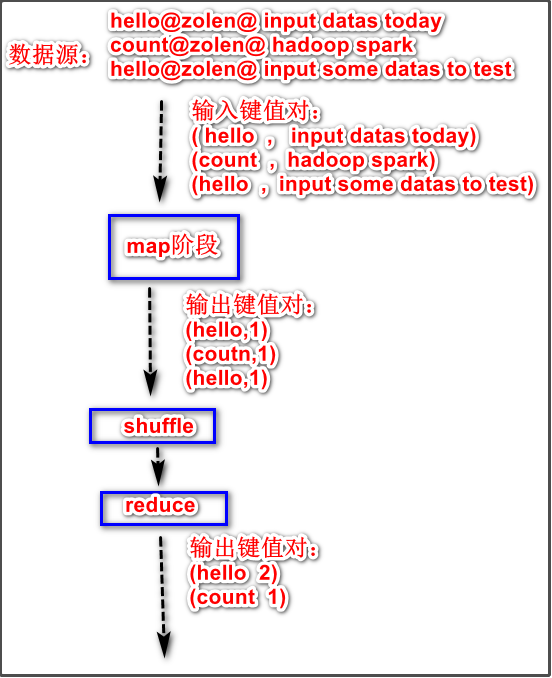 hello@zolen@ input datas today
数据源： count@zolen@ hadoop spark
hello@zolen@ input some datas to test
输入键值对：
( hello ， input datas today)
(count ，hadoop spark)
(hello ，input some datas to test)
map阶段
输出键值对：
(hello,1)
(coutn,1)
(hello,1)
shuffle
reduce
输出键值对：
(hello 2)
(count 1)